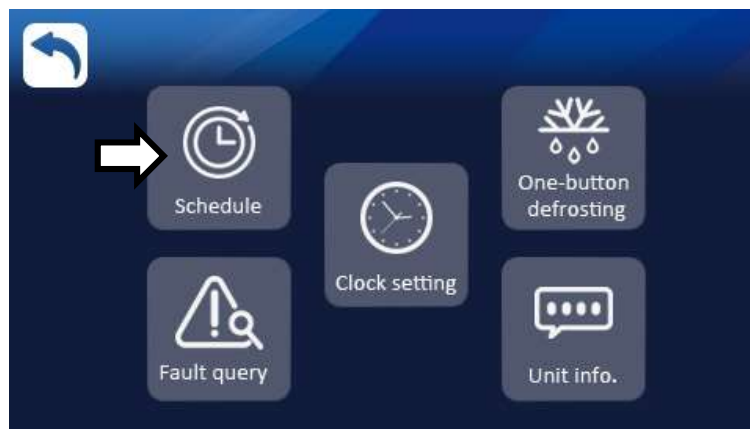 Schedule
One-button
defrosting
Clock setting
Fault query
Unit info.